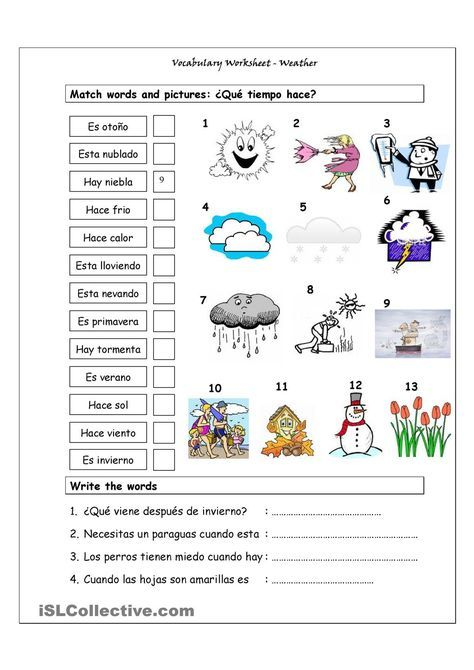 Vocabulary Worksheet - Weather
Match words and pictures: ¿Qué tiempo hace?
Es otoño
Esta nublado
Hay niebla 9
Hace frio
Hace calor
Esta lloviendo
Esta nevando
Es primavera
Hay tormenta
Es verano
Hace sol
Hace viento
Es invierno
1 2 3
4 5 6
7 8 9
10 11 12 13
Write the words
1. ¿Qué viene después de invierno? : ……………………………………
2. Necesitas un paraguas cuando esta : ……………………………………
3. Los perros tienen miedo cuando hay : ……………………………………
4. Cuando las hojas son amarillas es : ……………………………………
iSLCollective.com